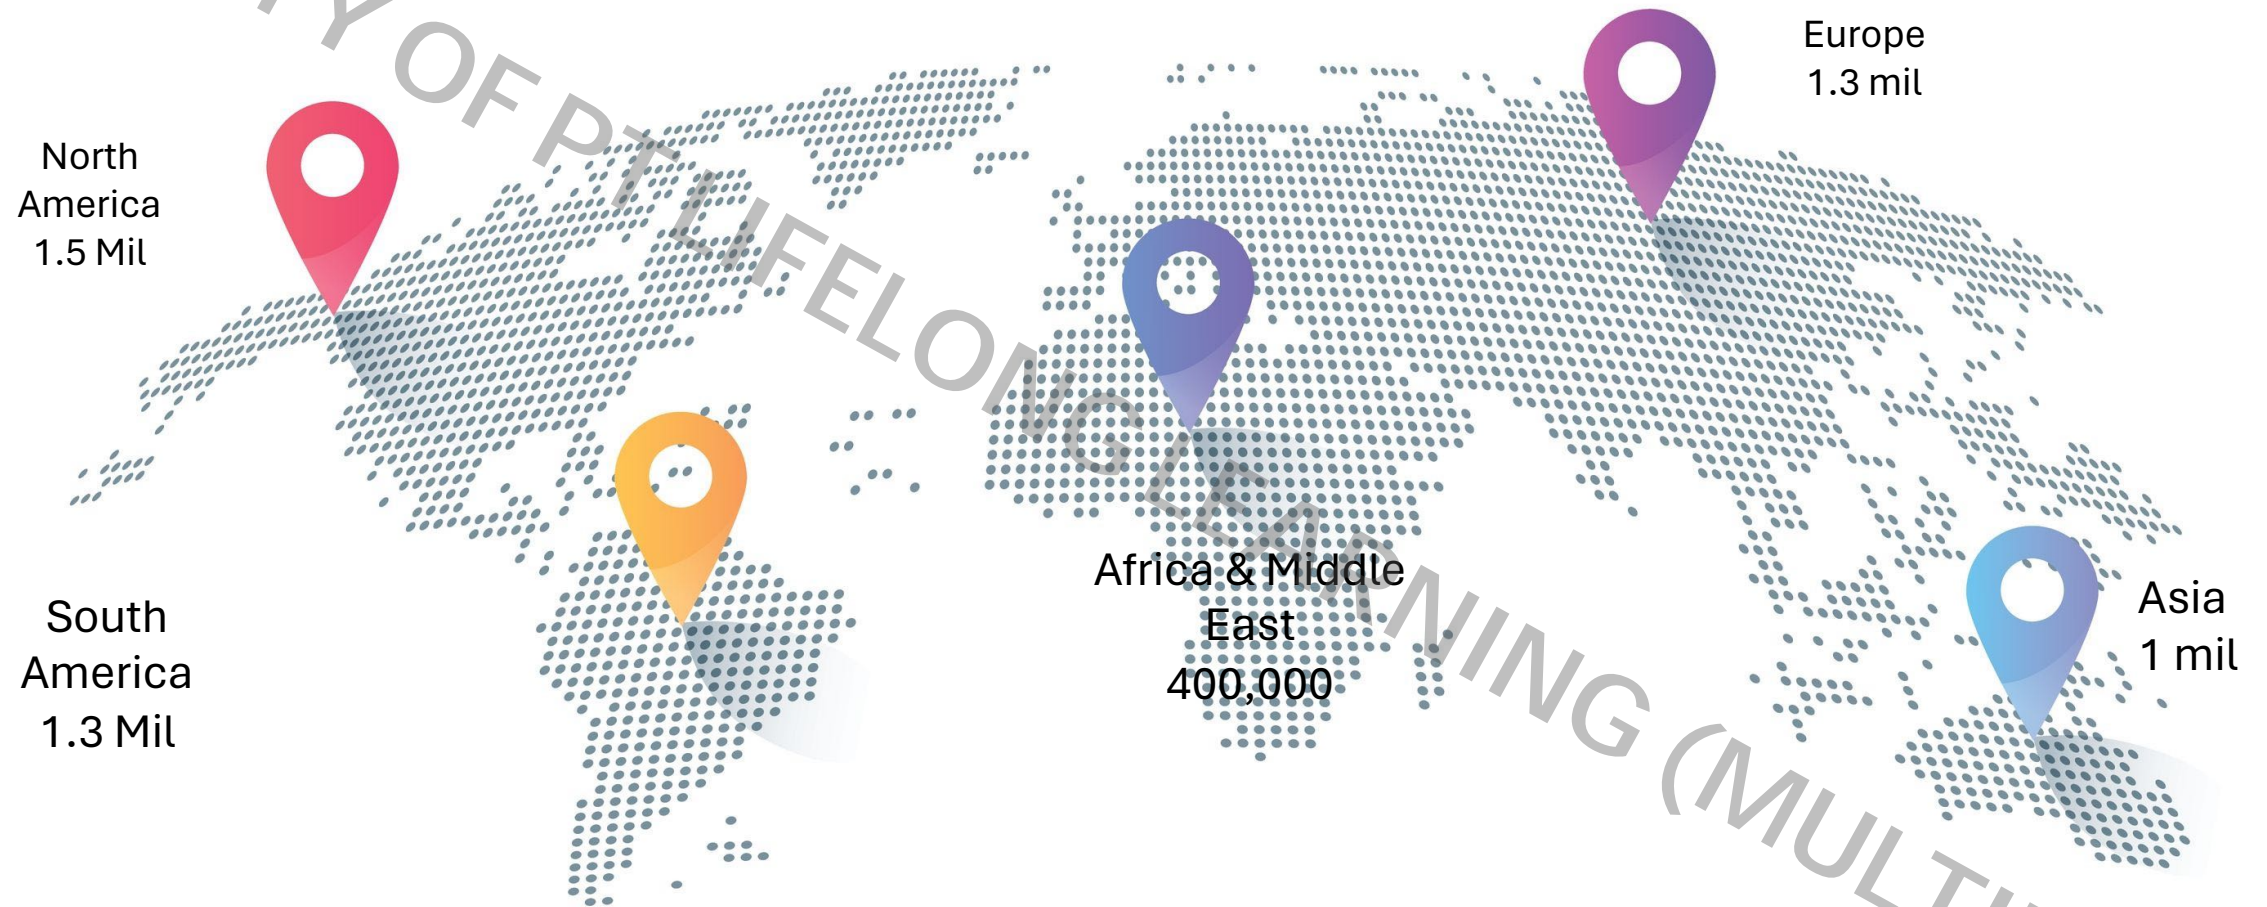 Europe
1.3 mil
North
America
1.5 Mil
South
America
1.3 Mil
Africa & Middle
East
400,000
Asia
1 mil
OF PT LIFELONG LEARNING